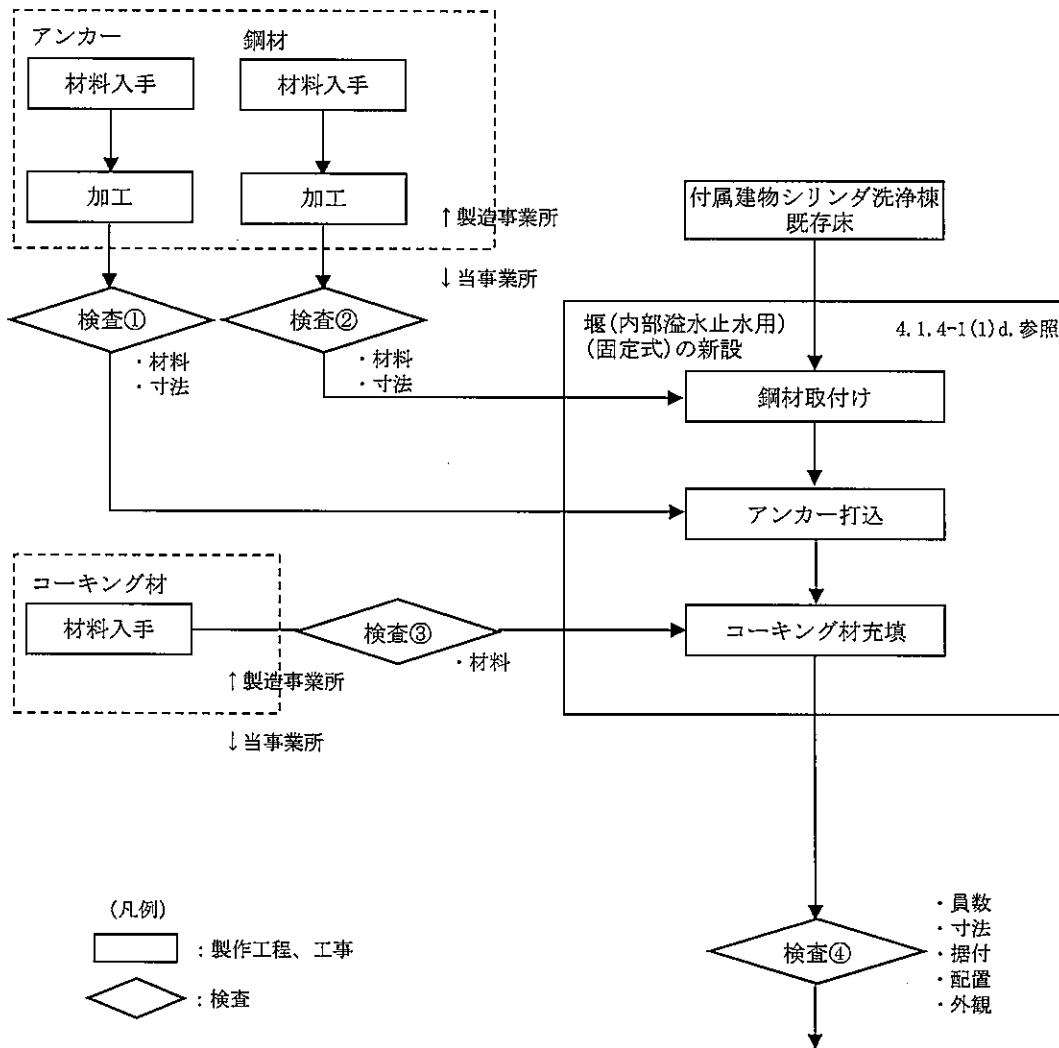 アンカー
鋼材
材料入手
材料入手
加工
加工
↑製造事業所
↓当事業所
検査①
・材料
・寸法
検査②
・材料
・寸法
付属建物シリンダ洗浄棟
既存床
堰(内部溢水止水用)
(固定式)の新設
4.1.4-1(1)d.参照
鋼材取付け
アンカー打込
コーキング材
材料入手
検査③
・材料
コーキング材充填
↑製造事業所
↓当事業所
検査④
・員数
・寸法
・据付
・配置
・外観
(凡例)
:製作工程、工事
:検査